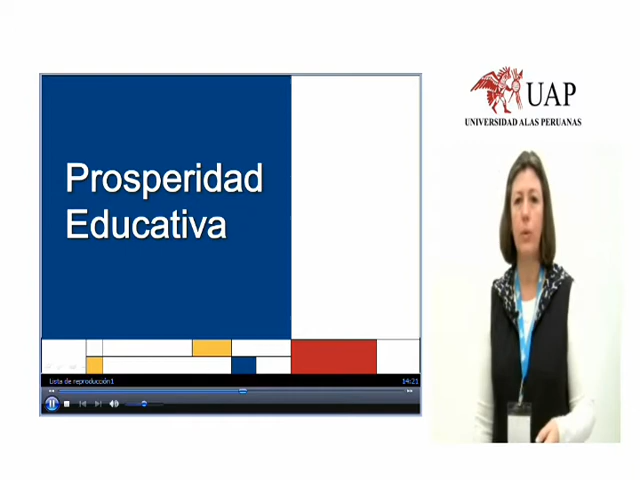 Prosperidad
Educativa
UAP
UNIVERSIDAD ALAS PERUANAS
Lista de reproducción1
14:21